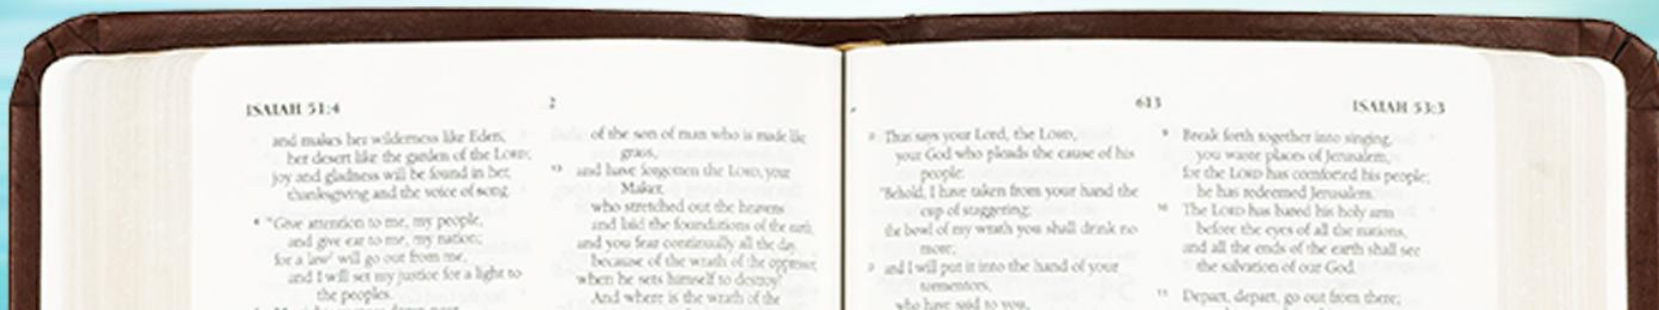 ISAIAH 51:4
2
and makes her wilderness like Eden,
her desert like the garden of the LORD;
joy and gladness will be found in her,
thanksgiving and the voice of song.
4 "Give attention to me, my people,
and give ear to me, my nation;
for a law will go out from me,
and I will set my justice for a light to
the peoples.
of the son of man who is made like
grass,
13 and have forgotten the LORD, your
Maker,
who stretched out the heavens
and laid the foundations of the earth,
and you fear continually all the day
because of the wrath of the oppressor,
when he sets himself to destroy?
And where is the wrath of the
613
ISAIAH 53:3
Thus says your Lord, the LORD,
your God who pleads the cause of his
people:
"Behold, I have taken from your hand the
cup of staggering;
the bowl of my wrath you shall drink no
more;
and I will put it into the hand of your
tormentors,
who have said to you,
9 Break forth together into singing,
you waste places of Jerusalem,
for the LORD has comforted his people;
he has redeemed Jerusalem.
10 The LORD has bared his holy arm
before the eyes of all the nations,
and all the ends of the earth shall see
the salvation of our God.
11 Depart, depart, go out from there;